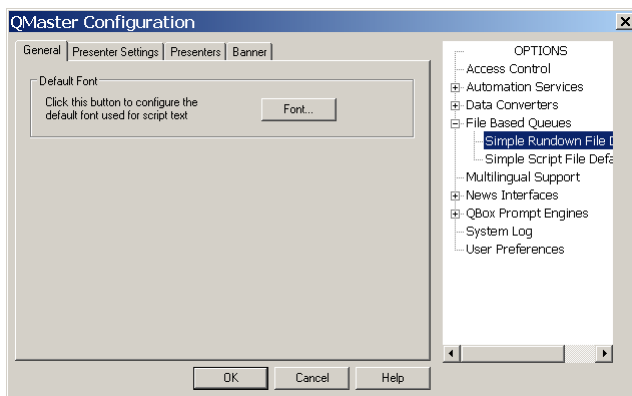 QMaster Configuration
General Presenter Settings Presenters Banner
Default Font
Click this button to configure the
default font used for script text
Font...
OPTIONS
Access Control
Automation Services
Data Converters
File Based Queues
Simple Rundown File
Simple Script File Defa
Multilingual Support
News Interfaces
QBox Prompt Engines
System Log
User Preferences
OK Cancel Help